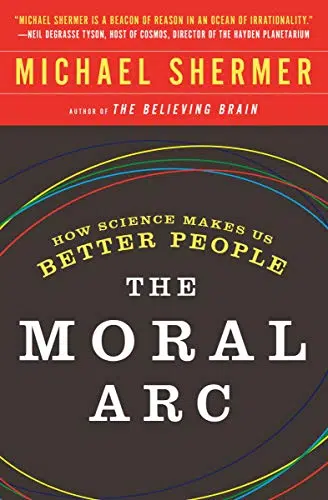 "MICHAEL SHERMER IS A BEACON OF REASON IN AN OCEAN OF IRRATIONALITY."
—NEIL DEGRASSE TYSON, HOST OF COSMOS, DIRECTOR OF THE HAYDEN PLANETARIUM
MICHAEL SHERMER
AUTHOR OF THE BELIEVING BRAIN
HOW SCIENCE MAKES US
BETTER PEOPLE
THE
MORAL
ARC